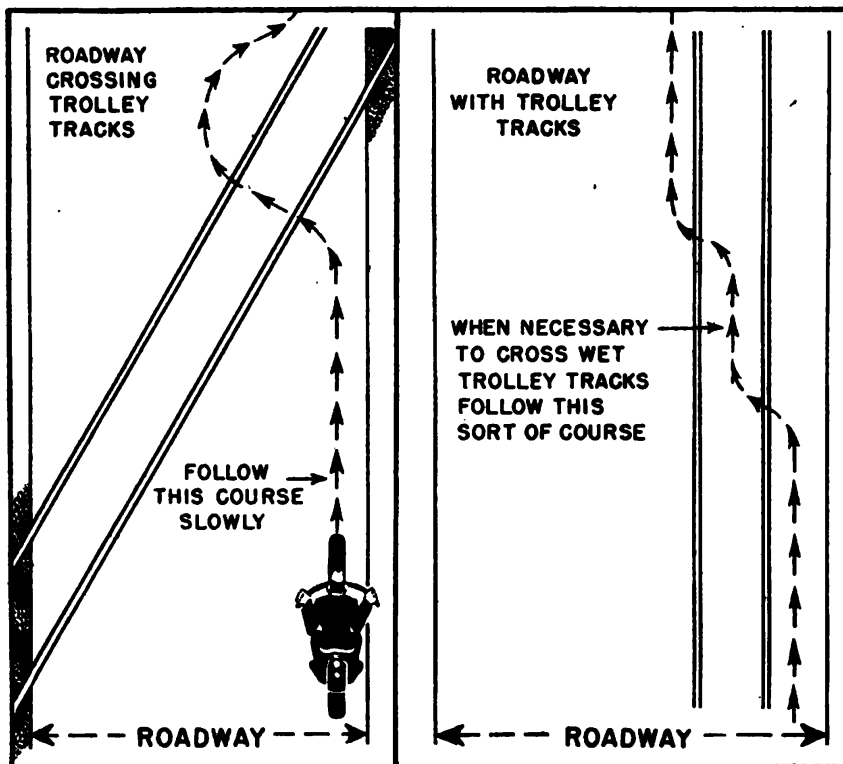 ROADWAY
CROSSING
TROLLEY
TRACKS
FOLLOW
THIS COURSE
SLOWLY
ROADWAY
ROADWAY
WITH TROLLEY
TRACKS
WHEN NECESSARY
TO CROSS WET
TROLLEY TRACKS
FOLLOW THIS
SORT OF COURSE
ROADWAY